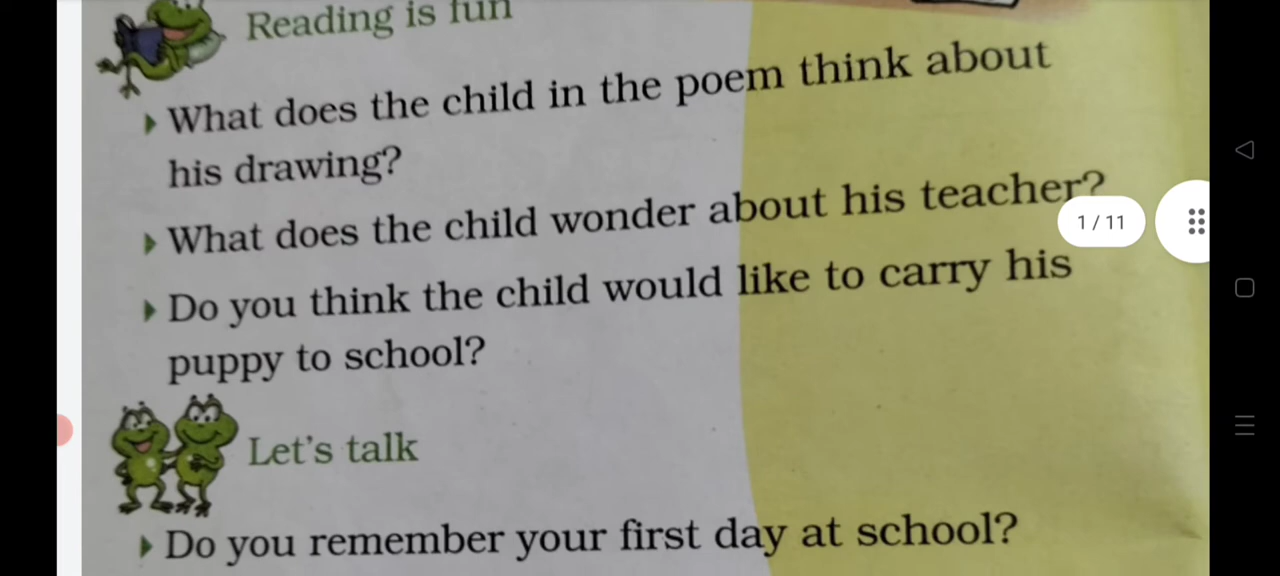 Reading is fun
What does the child in the poem think about
his drawing?
What does the child wonder about his teacher?
1 / 11
Do you think the child would like to carry his
puppy to school?
Let's talk
Do you remember your first day at school?